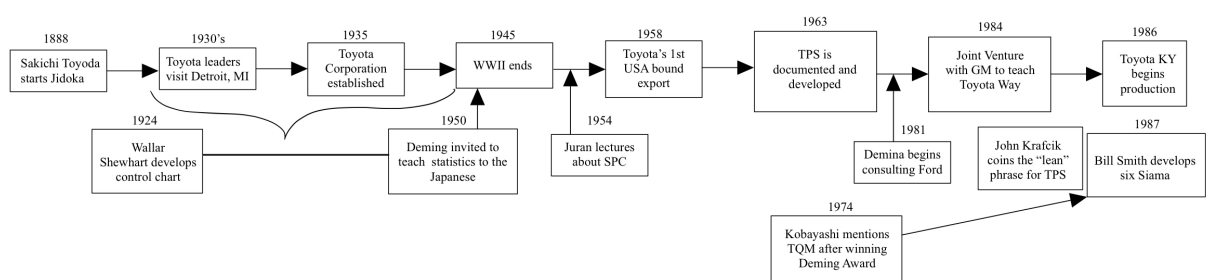 1888
Sakichi Toyoda
starts Jidoka
1930's
Toyota leaders
visit Detroit, MI
1935
Toyota
Corporation
established
1945
WWII ends
1958
Toyota's 1st
USA bound
export
1963
TPS is
documented and
developed
1984
Joint Venture
with GM to teach
Toyota Way
1986
Toyota KY
begins
production
1924
Wallar
Shewhart develops
control chart
1950
Deming invited to
teach statistics to the
Japanese
1954
Juran lectures
about SPC
1981
Demina begins
consulting Ford
John Krafcik
coins the “lean”
phrase for TPS
1987
Bill Smith develops
six Siama
1974
Kobayashi mentions
TQM after winning
Deming Award